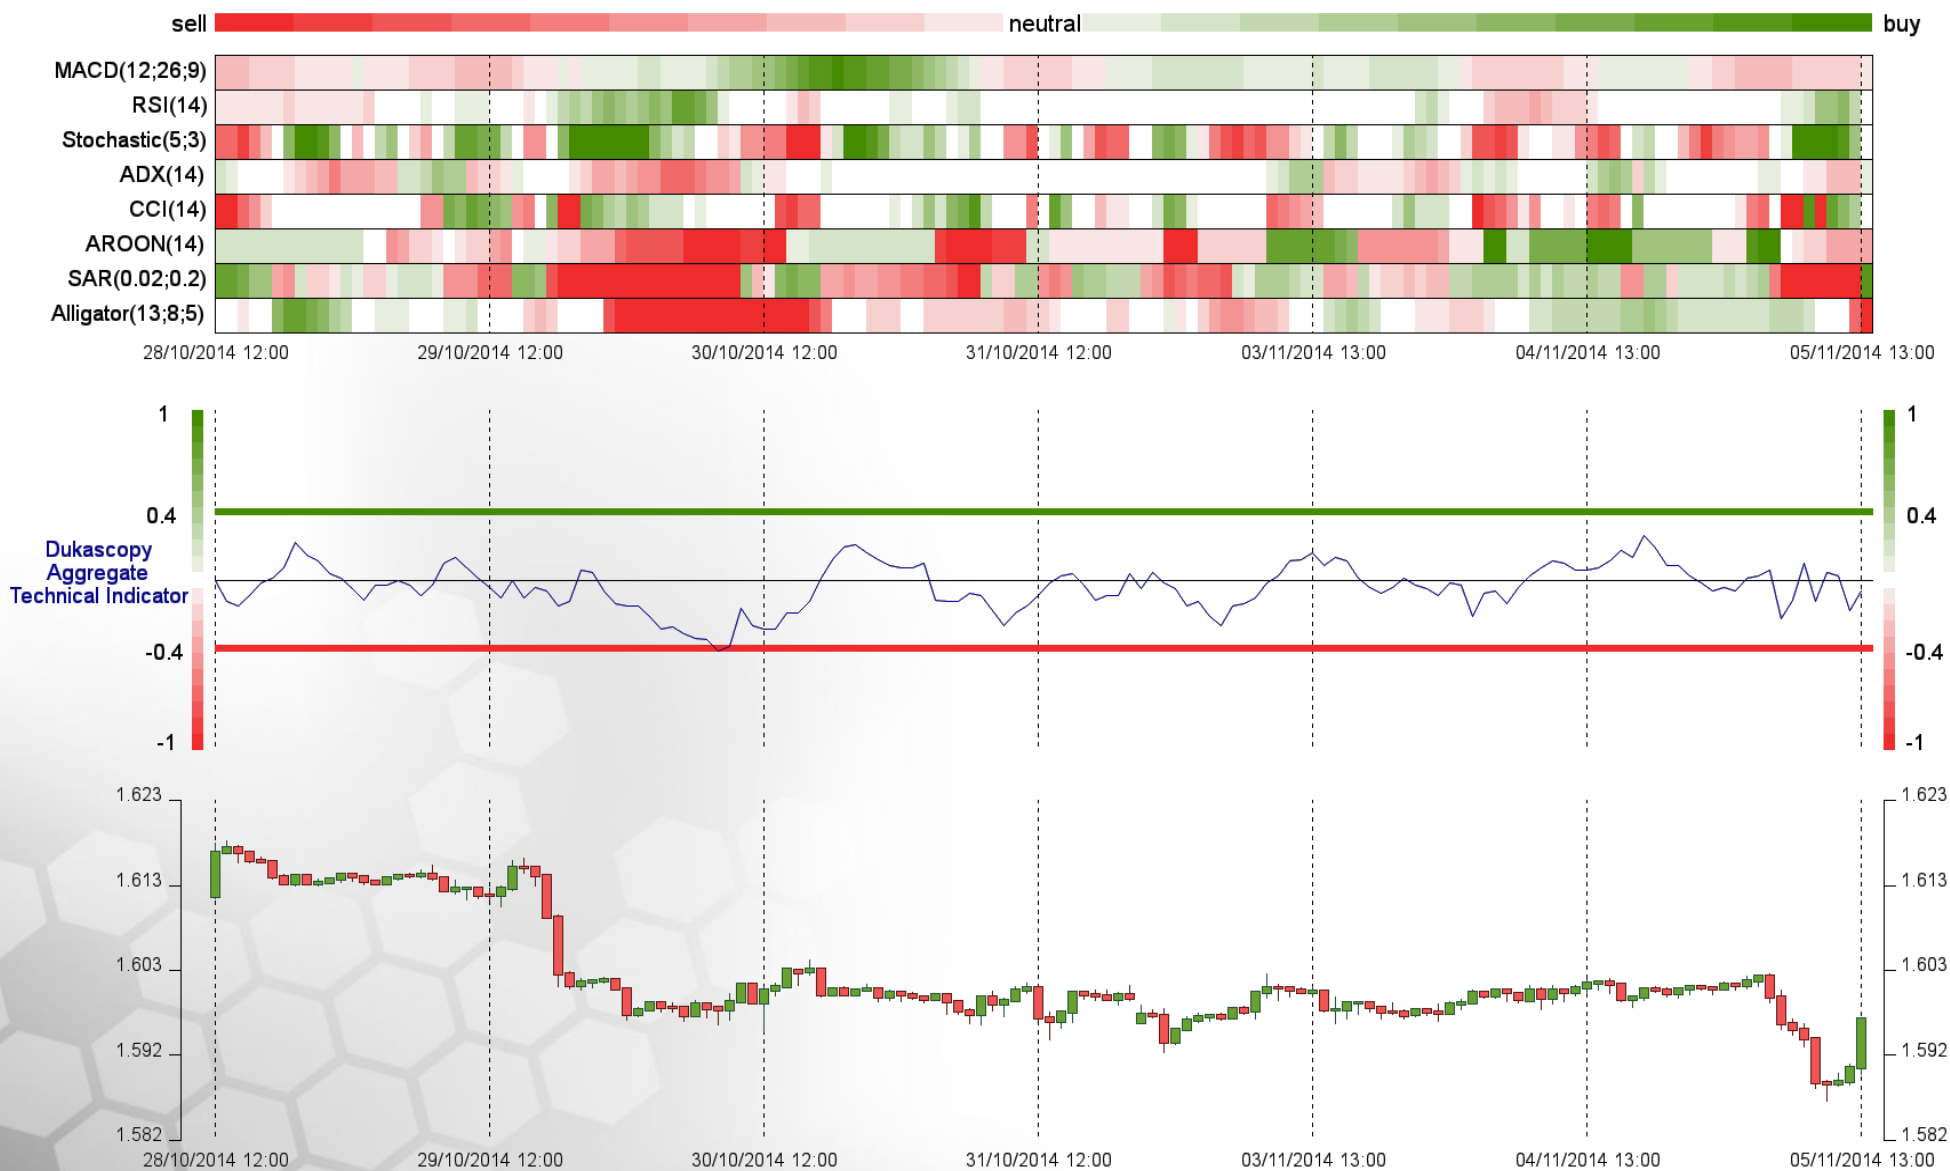 sell neutral buy
MACD(12;26;9)
RSI(14)
Stochastic(5;3)
ADX(14)
CCI(14)
AROON(14)
SAR(0.02;0.2)
Alligator(13;8;5)
28/10/2014 12:00 29/10/2014 12:00 30/10/2014 12:00 31/10/2014 12:00 03/11/2014 13:00 04/11/2014 13:00 05/11/2014 13:00
1 1
0.4 0.4
Dukascopy
Aggregate
Technical Indicator
-0.4 -0.4
-1 -1
1.623 1.623
1.613 1.613
1.603 1.603
1.592 1.592
1.582 1.582
28/10/2014 12:00 29/10/2014 12:00 30/10/2014 12:00 31/10/2014 12:00 03/11/2014 13:00 04/11/2014 13:00 05/11/2014 13:00